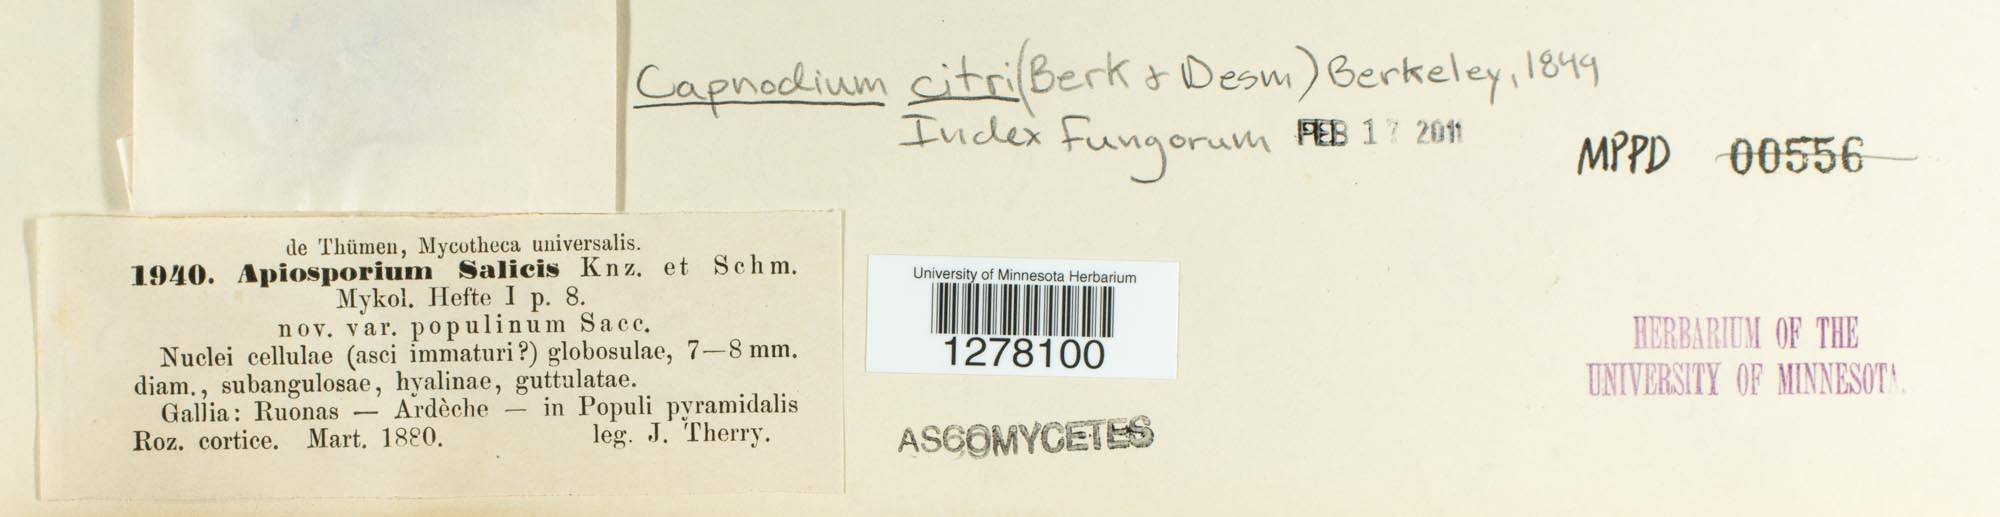 Capnodium citri (Berk & Desm) Berkeley, 1849
Index Fungorum FEB 17 2011
MPPD 00556
de Thümen, Mycotheca universalis.
1940. Apiosporium Salicis Knz. et Schm.
Mykol. Hefte I p. 8.
nov. var. populinum Sacc.
Nuclei cellulae (asci immaturi?) globosulae, 7—8 mm.
diam., subangulosae, hyalinae, guttulatae.
Gallia: Ruonas — Ardèche — in Populi pyramidalis
Roz. cortice. Mart. 1880. leg. J. Therry.
University of Minnesota Herbarium
1278100
ASCOMYCETES
HERBARIUM OF THE
UNIVERSITY OF MINNESOTA.